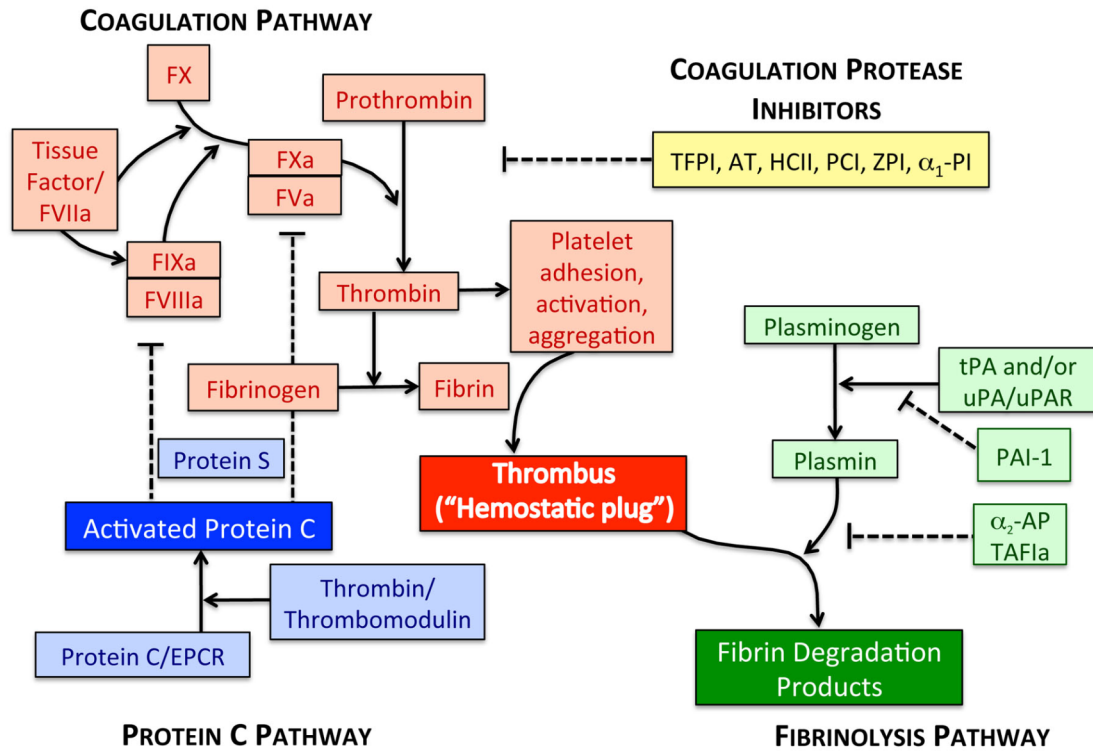 COAGULATION PATHWAY
FX
Prothrombin
COAGULATION PROTEASE
INHIBITORS
TFPI, AT, HCII, PCI, ZPI, α₁-PI
Tissue
Factor/
FVIIa
FXa
FVa
FIXa
FVIIIa
Thrombin
Platelet
adhesion,
activation,
aggregation
Fibrinogen
Fibrin
Plasminogen
tPA and/or
uPA/uPAR
PAI-1
Plasmin
α₂-AP
TAFIa
Protein S
Thrombus
("Hemostatic plug")
Activated Protein C
Thrombin/
Thrombomodulin
Protein C/EPCR
Fibrin Degradation
Products
PROTEIN C PATHWAY
FIBRINOLYSIS PATHWAY